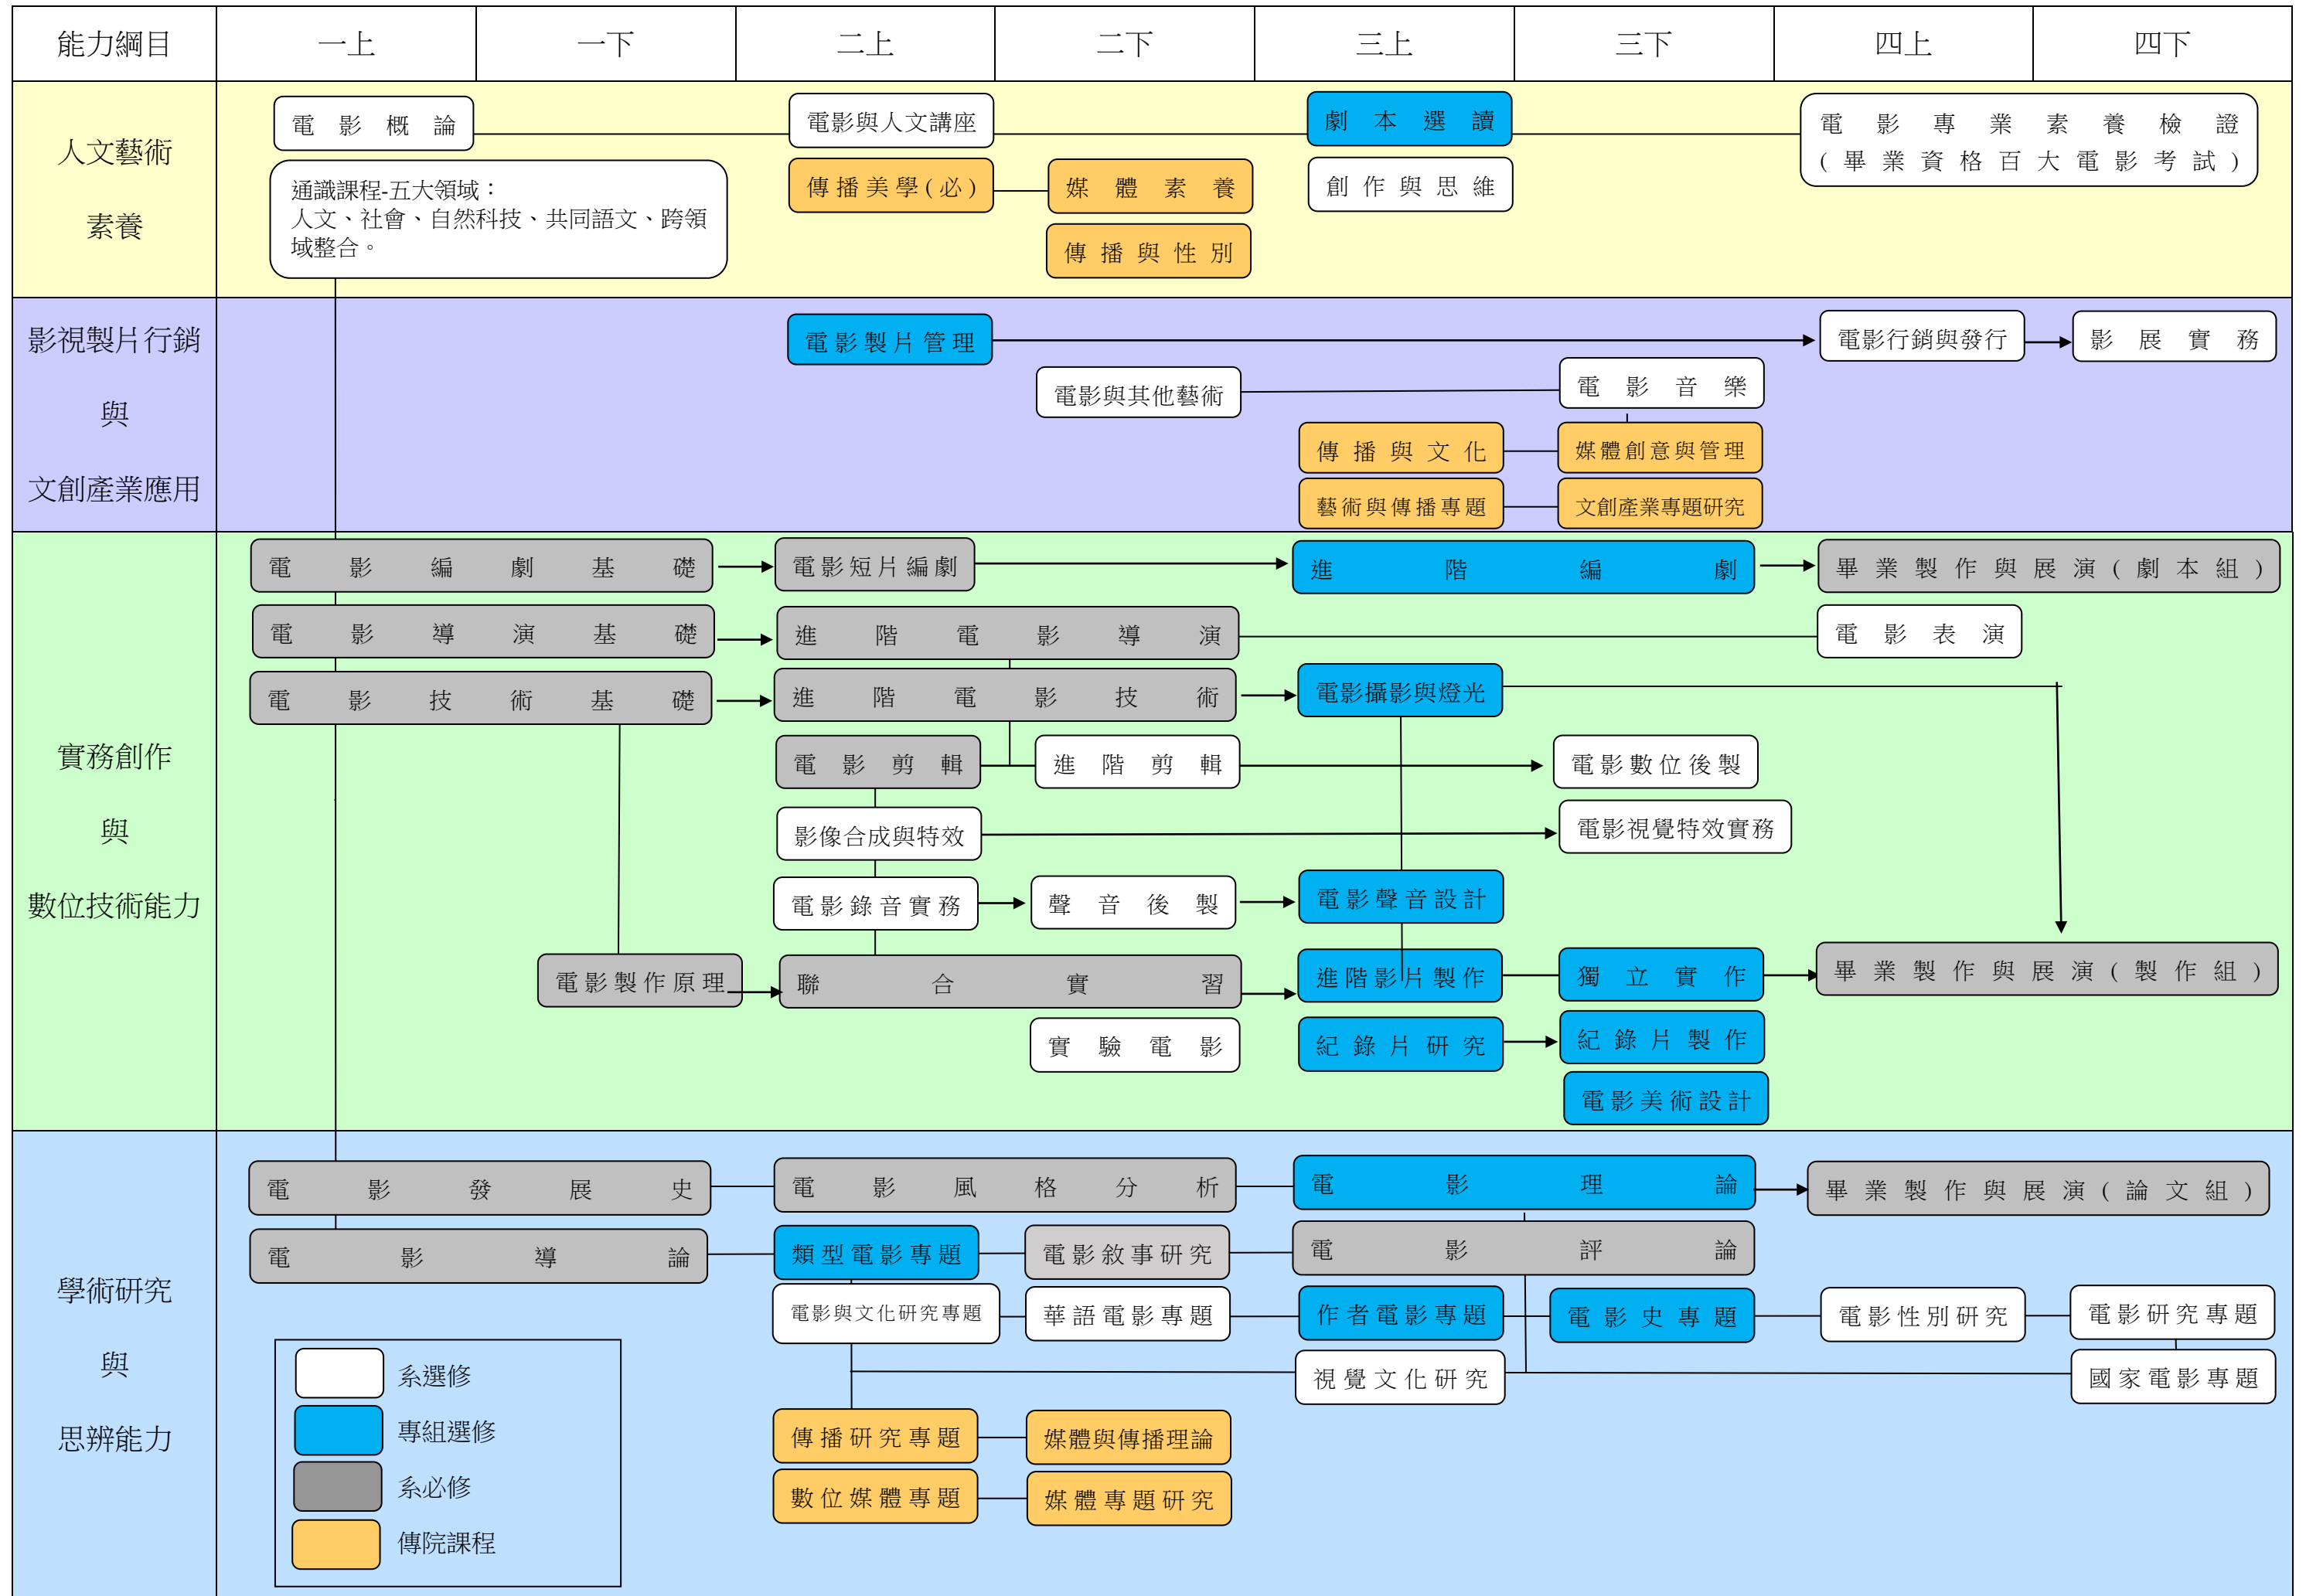 能力綱目
一上
一下
二上
二下
三上
三下
四上
四下
人文藝術
素養
電影概論
電影與人文講座
劇本選讀
電影專業素養檢證
(畢業資格百大電影考試)
通識課程-五大領域：
人文、社會、自然科技、共同語文、跨領
域整合。
傳播美學(必)
媒體素養
創作與思維
傳播與性別
影視製片行銷
與
文創產業應用
電影製片管理
電影行銷與發行
影展實務
電影與其他藝術
電影音樂
傳播與文化
媒體創意與管理
藝術與傳播專題
文創產業專題研究
實務創作
與
數位技術能力
電影編劇基礎
電影短片編劇
進階編劇
畢業製作與展演(劇本組)
電影導演基礎
進階電影導演
電影表演
電影技術基礎
進階電影技術
電影攝影與燈光
電影剪輯
進階剪輯
電影數位後製
影像合成與特效
電影視覺特效實務
電影錄音實務
聲音後製
電影聲音設計
電影製作原理
聯合實習
進階影片製作
獨立實作
畢業製作與展演(製作組)
實驗電影
紀錄片研究
紀錄片製作
電影美術設計
學術研究
與
思辨能力
電影發展史
電影風格分析
電影理論
畢業製作與展演(論文組)
電影導論
類型電影專題
電影敘事研究
電影評論
電影與文化研究專題
華語電影專題
作者電影專題
電影史專題
電影性別研究
電影研究專題
視覺文化研究
國家電影專題
傳播研究專題
媒體與傳播理論
數位媒體專題
媒體專題研究
系選修
專組選修
系必修
傳院課程